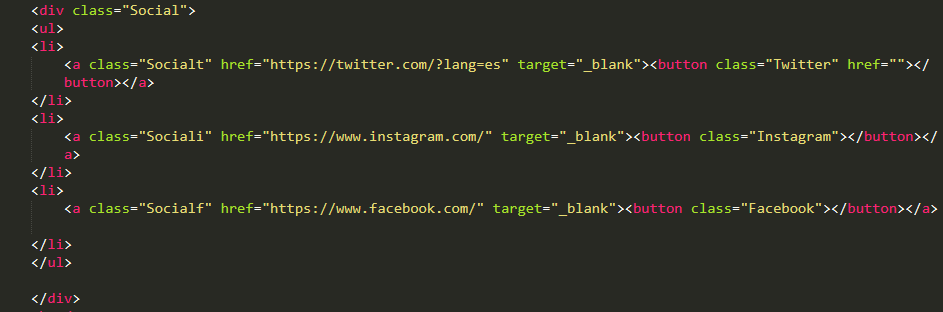 <div class="Social">
<ul>
<li>
<a class="Socialt" href="https://twitter.com/?lang=es" target="_blank"><button class="Twitter" href=""></
button></a>
</li>
<li>
<a class="Sociali" href="https://www.instagram.com/" target="_blank"><button class="Instagram"></button></
a>
</li>
<li>
<a class="Socialf" href="https://www.facebook.com/" target="_blank"><button class="Facebook"></button></a>
</li>
</ul>
</div>